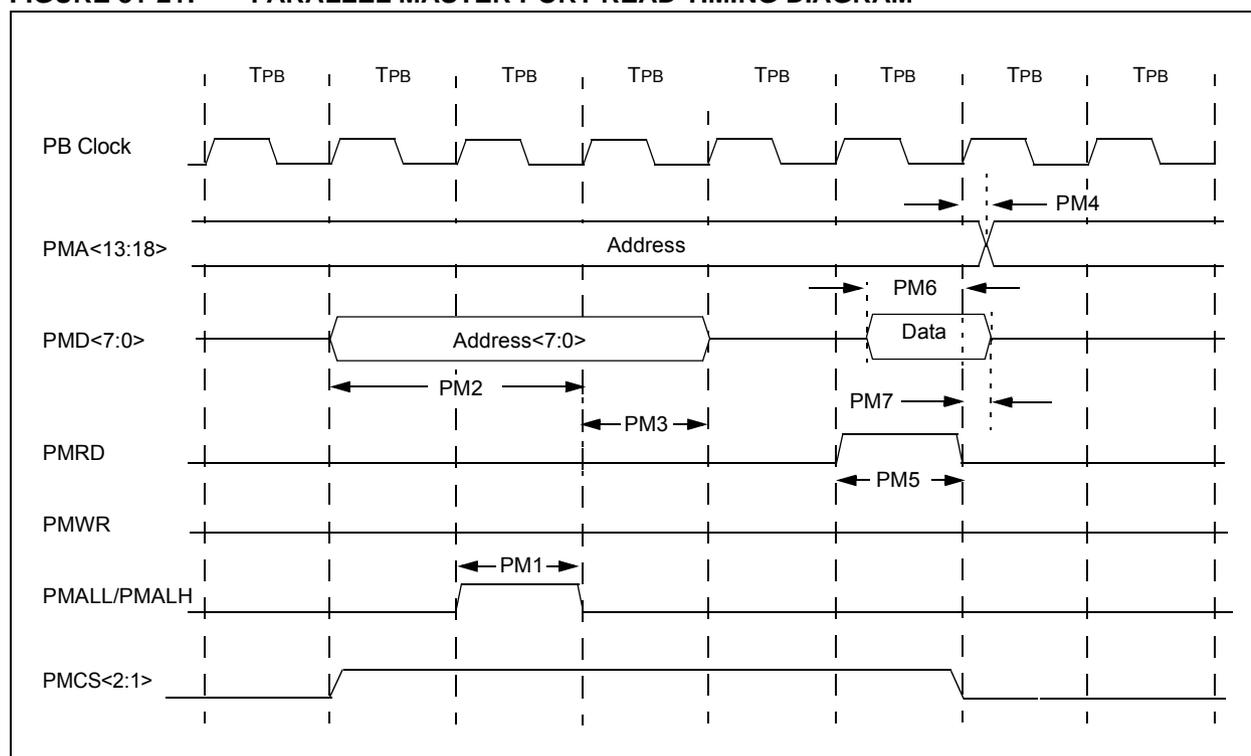 FIGURE 31-21: PARALLEL MASTER PORT READ TIMING DIAGRAM
TPB TPB TPB TPB TPB TPB TPB TPB
PB Clock
PM4
PMA<13:18>
Address
PM6
PMD<7:0>
Address<7:0>
Data
PM2
PM7
PM3
PMRD
PM5
PMWR
PM1
PMALL/PMALH
PMCS<2:1>